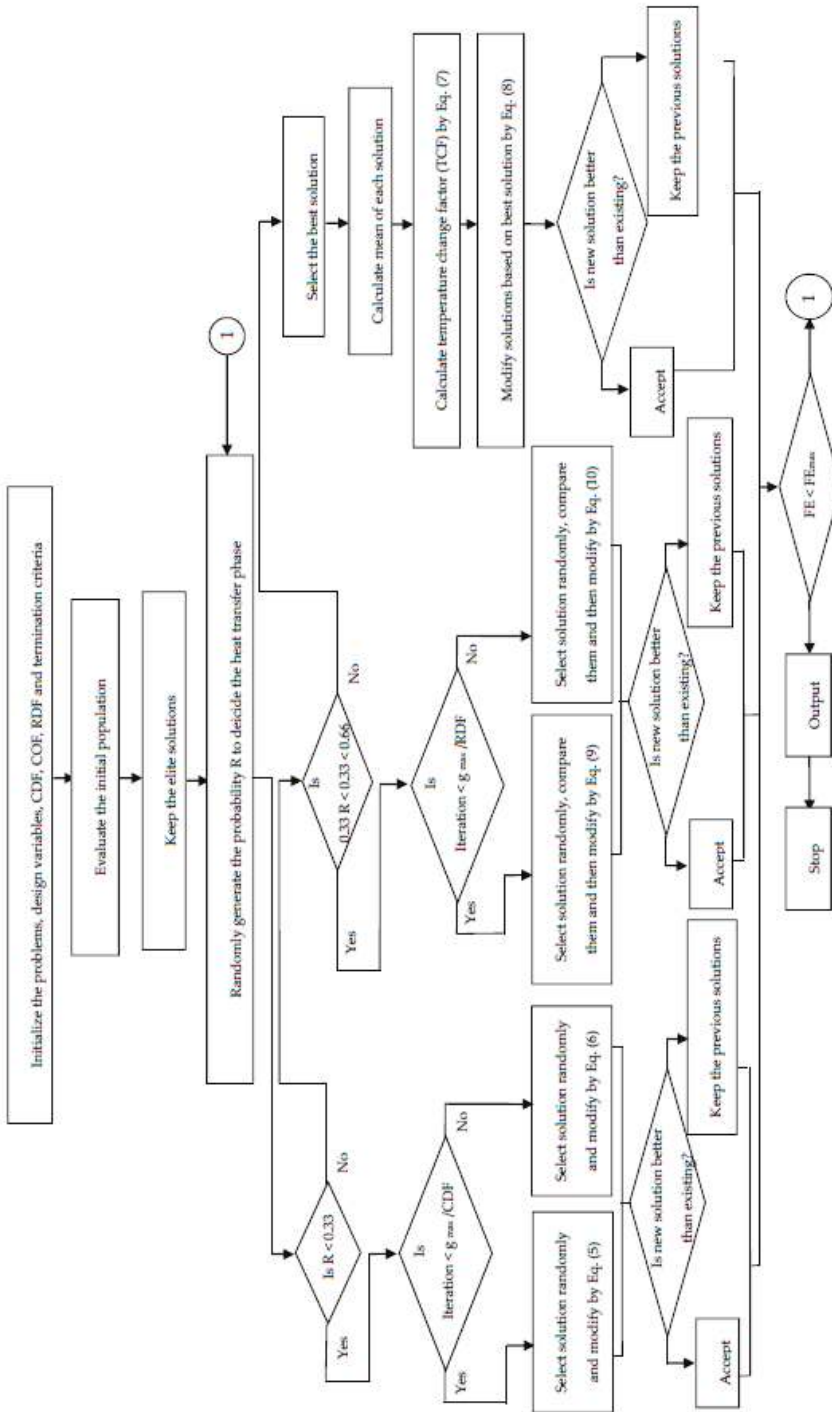 Initialize the problems, design variables, CDF, COF, RDF and termination criteria
Evaluate the initial population
Keep the elite solutions
Randomly generate the probability R to deicide the heat transfer phase
1
Is R < 0.33
Yes
No
Is
Iteration < g max /CDF
Yes
No
Select solution randomly
and modify by Eq. (5)
Select solution randomly
and modify by Eq. (6)
Is new solution better
than existing?
Accept
Keep the previous solutions
Is
0.33 R < 0.33 < 0.66
Yes
No
Is
Iteration < g max /RDF
Yes
No
Select solution randomly, compare
them and then modify by Eq. (9)
Select solution randomly, compare
them and then modify by Eq. (10)
Is new solution better
than existing?
Accept
Keep the previous solutions
Select the best solution
Calculate mean of each solution
Calculate temperature change factor (TCF) by Eq. (7)
Modify solutions based on best solution by Eq. (8)
Is new solution better
than existing?
Accept
Keep the previous solutions
FE < FEmax
1
Output
Stop